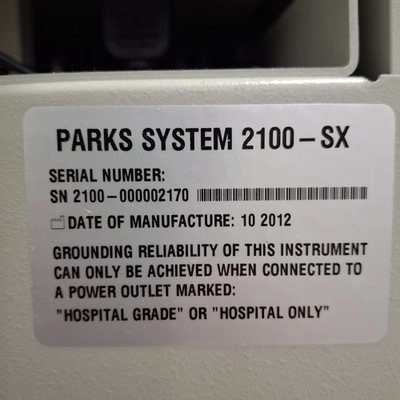 PARKS SYSTEM 2100-SX
SERIAL NUMBER:
SN 2100-000002170
DATE OF MANUFACTURE: 10 2012
GROUNDING RELIABILITY OF THIS INSTRUMENT
CAN ONLY BE ACHIEVED WHEN CONNECTED TO
A POWER OUTLET MARKED:
"HOSPITAL GRADE" OR "HOSPITAL ONLY"